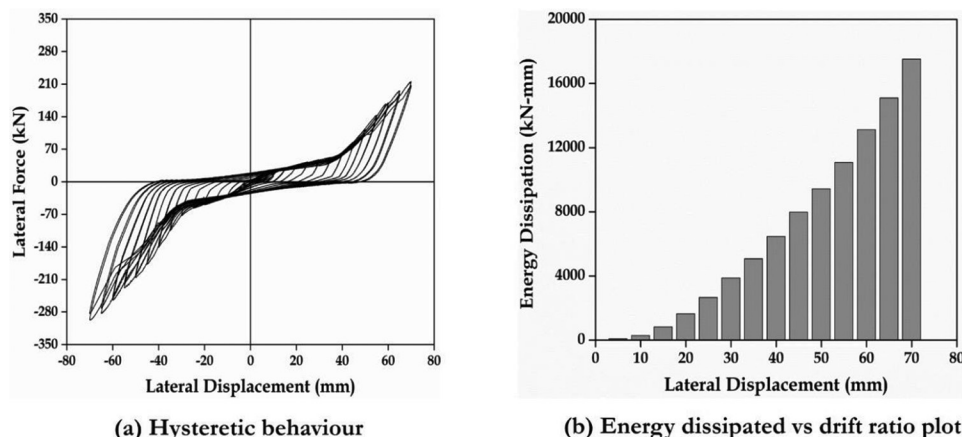 350
280
210
140
70
0
-70
-140
-210
-280
-350
Lateral Force (kN)
-80 -60 -40 -20 0 20 40 60 80
Lateral Displacement (mm)
(a) Hysteretic behaviour
20000
16000
12000
8000
4000
0
Energy Dissipation (kN-mm)
0 10 20 30 40 50 60 70 80
Lateral Displacement (mm)
(b) Energy dissipated vs drift ratio plot